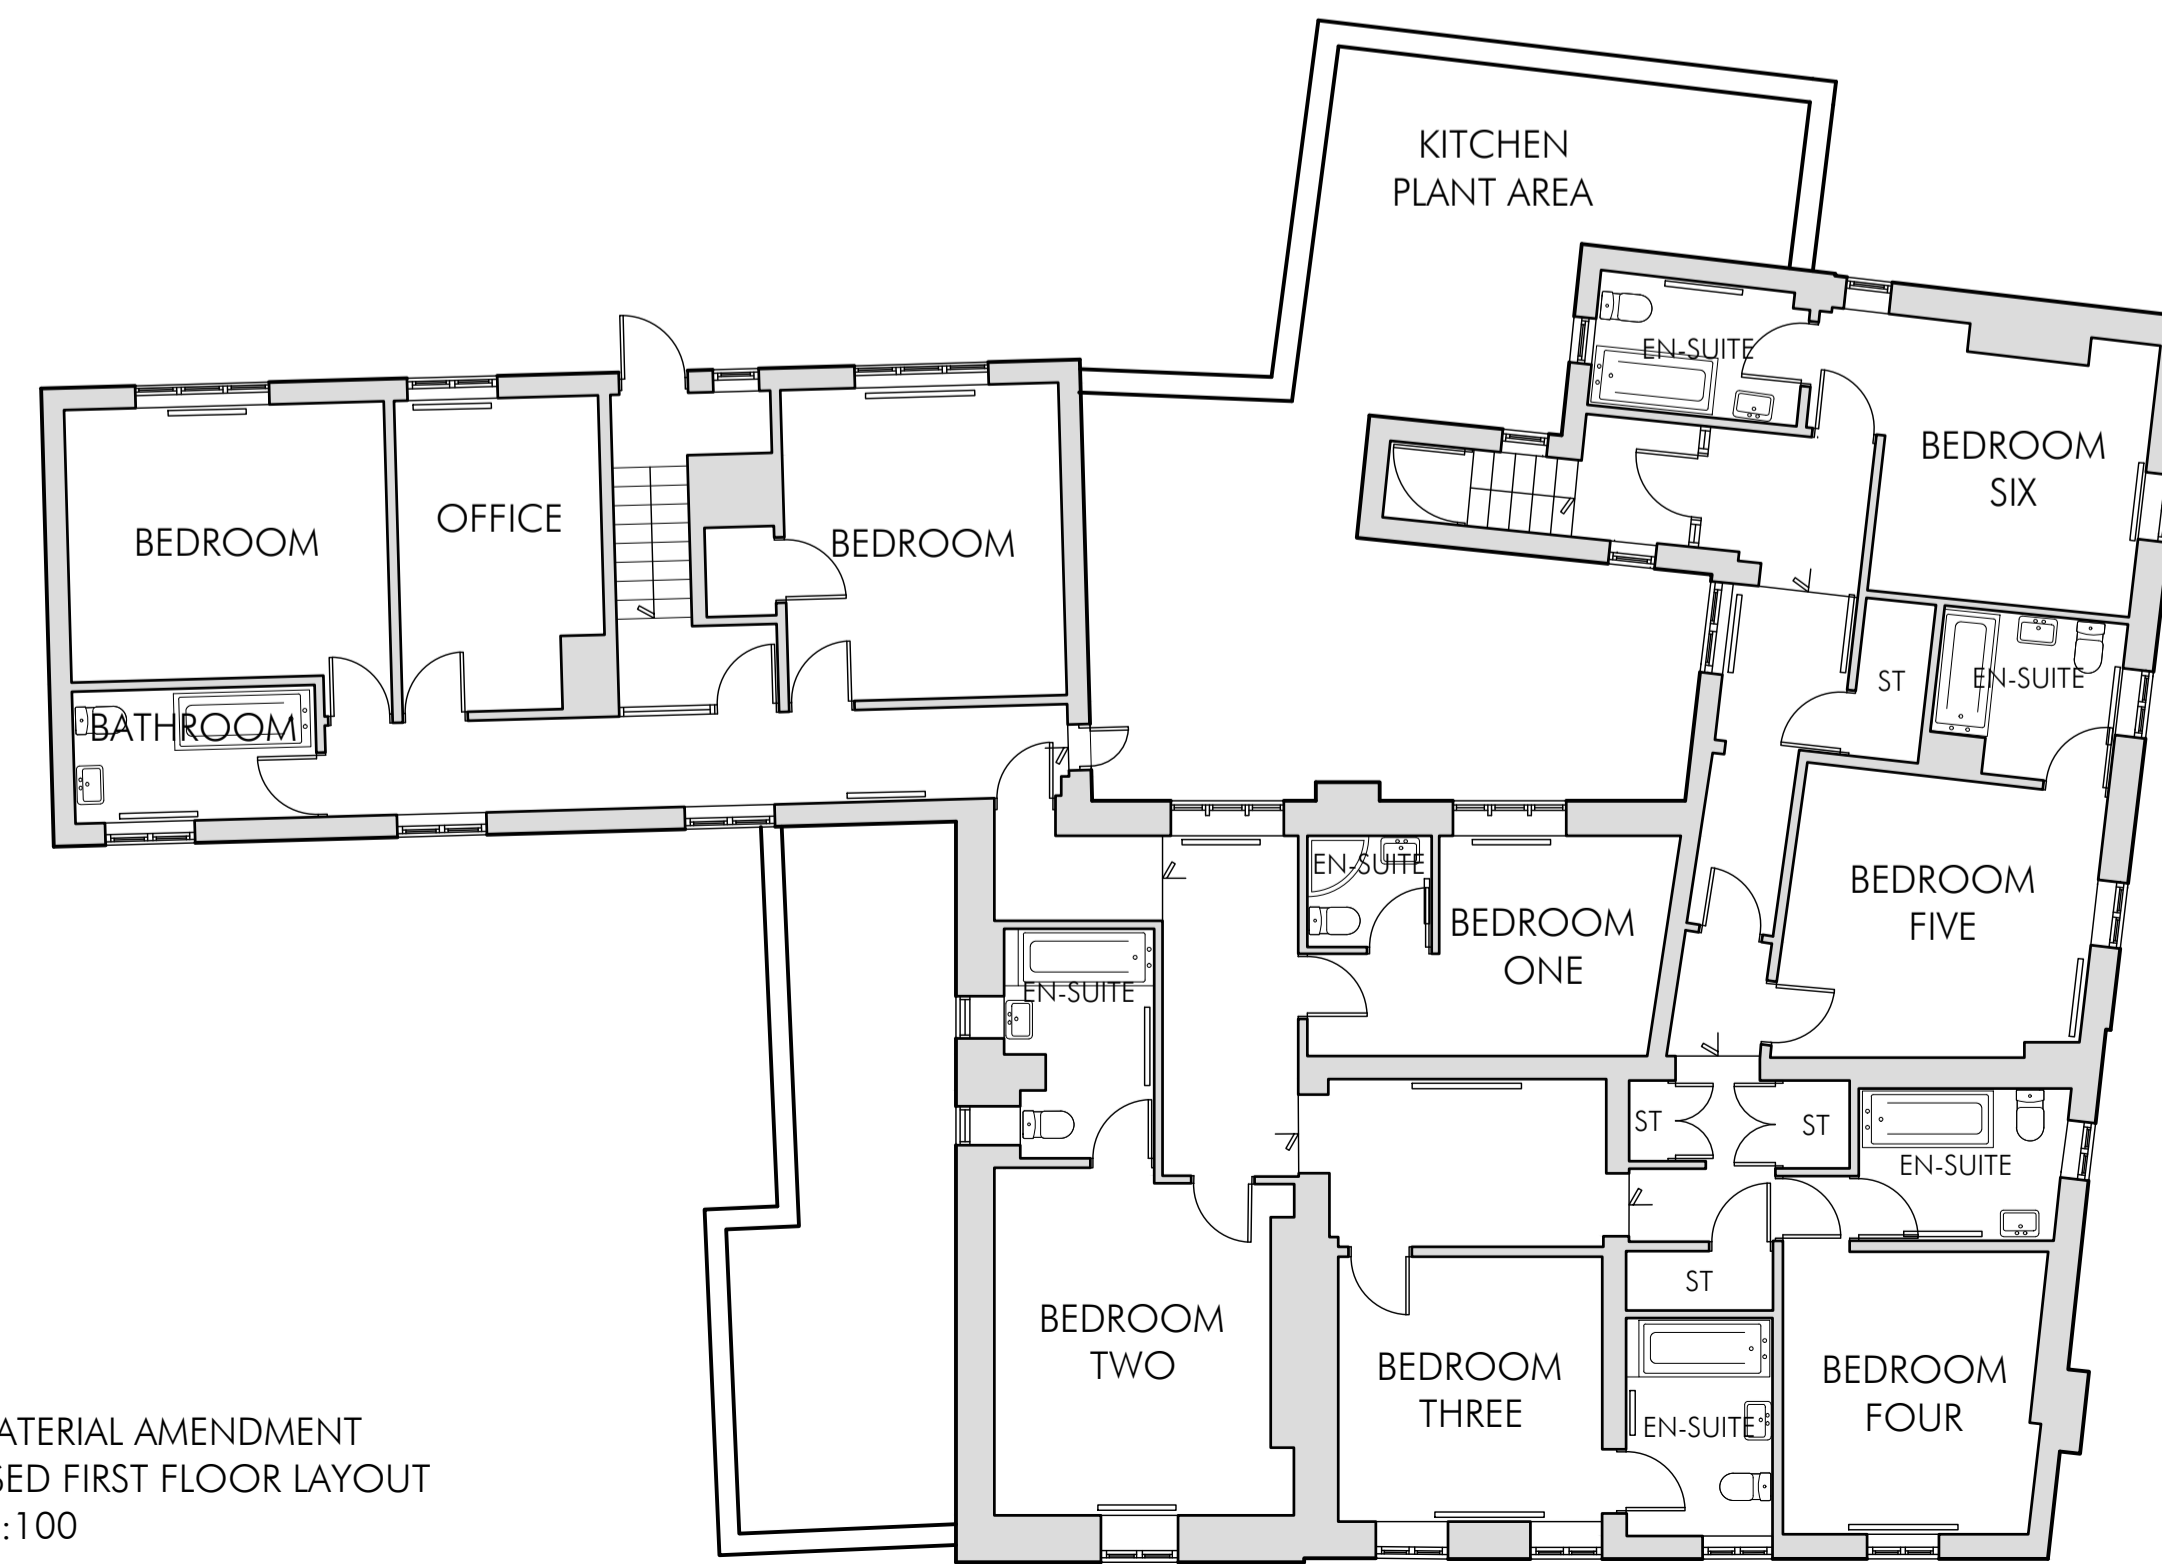 KITCHEN
PLANT AREA
EN-SUITE
BEDROOM
SIX
BEDROOM
OFFICE
BEDROOM
ST
EN-SUITE
BATHROOM
EN-SUITE
BEDROOM
ONE
BEDROOM
FIVE
EN-SUITE
ST
ST
EN-SUITE
ST
BEDROOM
TWO
BEDROOM
THREE
EN-SUITE
BEDROOM
FOUR
ATERIAL AMENDMENT
SED FIRST FLOOR LAYOUT
:100